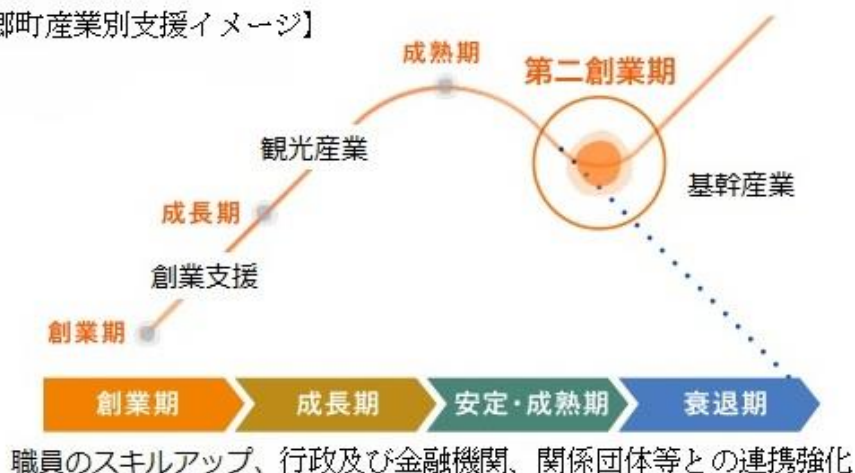 郷町産業別支援イメージ】
成熟期
第二創業期
観光産業
基幹産業
成長期
創業支援
創業期
創業期 成長期 安定・成熟期 衰退期
職員のスキルアップ、行政及び金融機関、関係団体等との連携強化